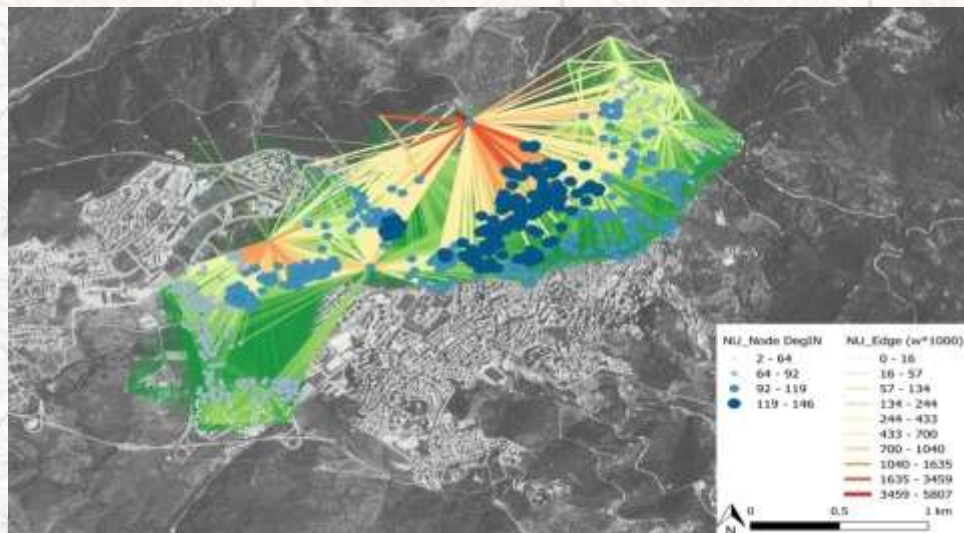 NU_Node DegIN
2 - 64
64 - 92
92 - 119
119 - 146
NU_Edge (w*1000)
0 - 16
16 - 57
57 - 134
134 - 244
244 - 433
433 - 700
700 - 1040
1040 - 1635
1635 - 3459
3459 - 5807
N
0 0.5 1 km